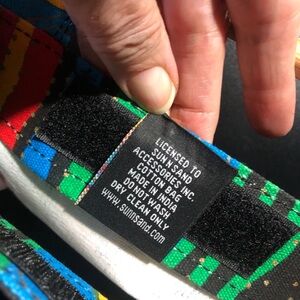 LICENSED TO
SUN'N'SAND
ACCESSORIES INC.
COTTON BAG
MADE IN INDIA
DO NOT WASH
DRY CLEAN ONLY
www.sunnsand.com